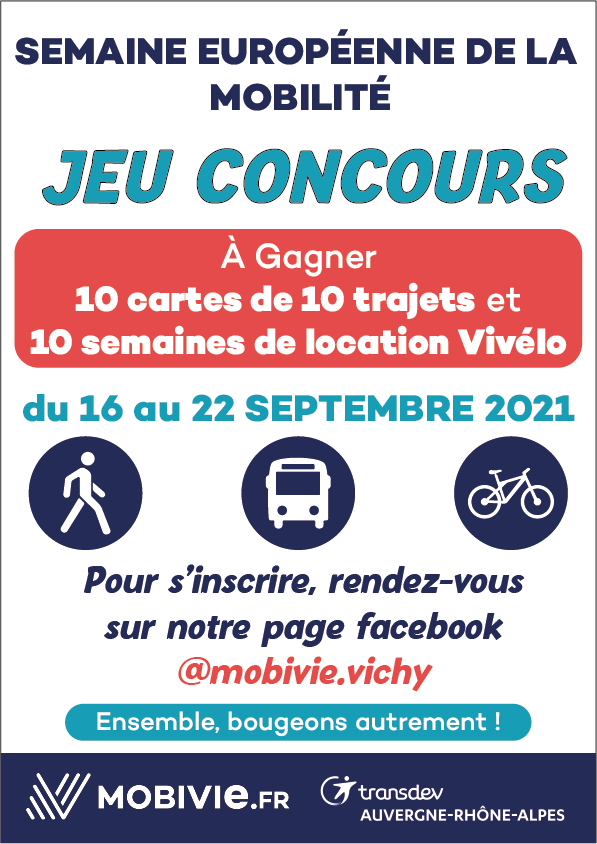 SEMAINE EUROPÉENNE DE LA
MOBILITÉ
JEU CONCOURS
À Gagner
10 cartes de 10 trajets et
10 semaines de location Vivélo
du 16 au 22 SEPTEMBRE 2021
Pour s'inscrire, rendez-vous
sur notre page facebook
@mobivie.vichy
Ensemble, bougeons autrement !
MOBIVIe.FR
transdev
AUVERGNE-RHÔNE-ALPES